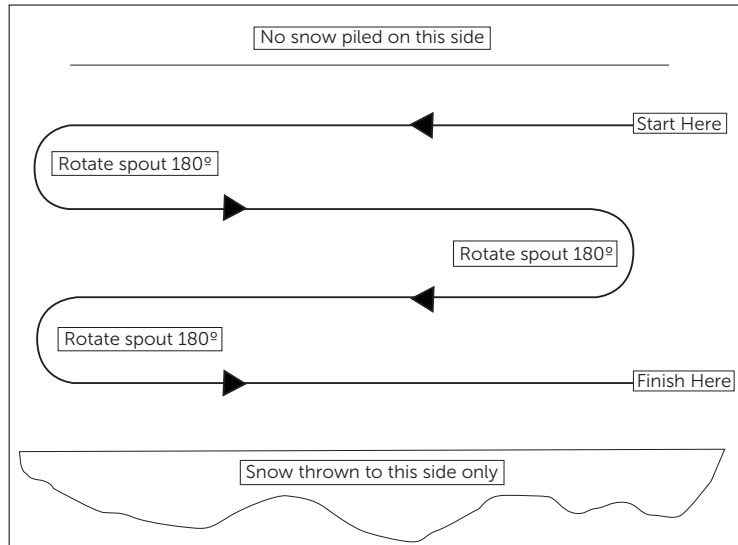 No snow piled on this side
Start Here
Rotate spout 180º
Rotate spout 180º
Rotate spout 180º
Finish Here
Snow thrown to this side only